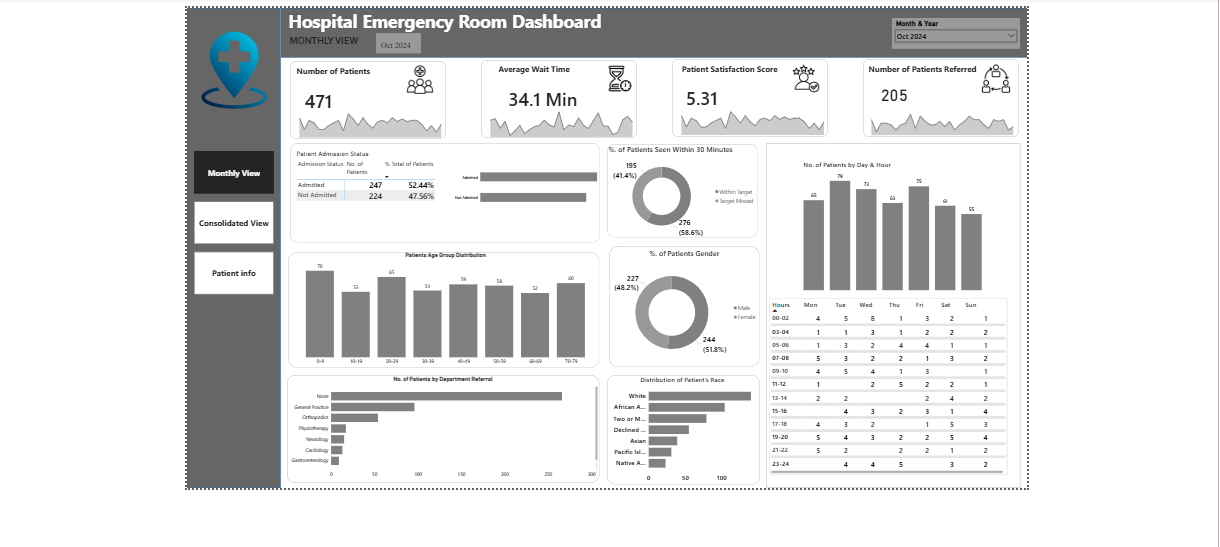 Hospital Emergency Room Dashboard
MONTHLY VIEW
Oct 2024
Month & Year
Oct 2024
Number of Patients
471
Average Wait Time
34.1 Min
Patient Satisfaction Score
5.31
Number of Patients Referred
205
Monthly View
Consolidated View
Patient info
Patient Admission Status
Admission Status No. of Patients % Total of Patients
Admitted 247 52.44%
Not Admitted 224 47.56%
Admitted
Not Admitted
%. of Patients Seen Within 30 Minutes
195
(41.4%)
276
(58.6%)
Within Target
Target Missed
No. of Patients by Day & Hour
65 79 73 63 75 61 55
Patients Age Group Distribution
70 53 65 54 59 58 52 60
0-9 10-19 20-29 30-39 40-49 50-59 60-69 70-79
%. of Patients Gender
227
(48.2%)
244
(51.8%)
Male
Female
Hours Mon Tue Wed Thu Fri Sat Sun
00-02 4 5 8 1 3 2 1
03-04 1 1 3 1 2 2 2
05-06 1 3 2 4 4 1 1
07-08 5 3 2 2 1 3 2
09-10 4 5 4 1 3 1
11-12 1 2 5 2 2 1
13-14 2 2 2 4 2
15-16 4 3 2 3 1 4
17-18 4 3 2 1 5 3
19-20 5 4 3 2 2 5 4
21-22 5 2 2 2 1 2
23-24 4 4 5 3 2
No. of Patients by Department Referral
None
General Practice
Orthopedics
Physiotherapy
Neurology
Cardiology
Gastroenterology
0 50 100 150 200 250 300
Distribution of Patient's Race
White
African A...
Two or M...
Declined ...
Asian
Pacific Isl...
Native A...
0 50 100